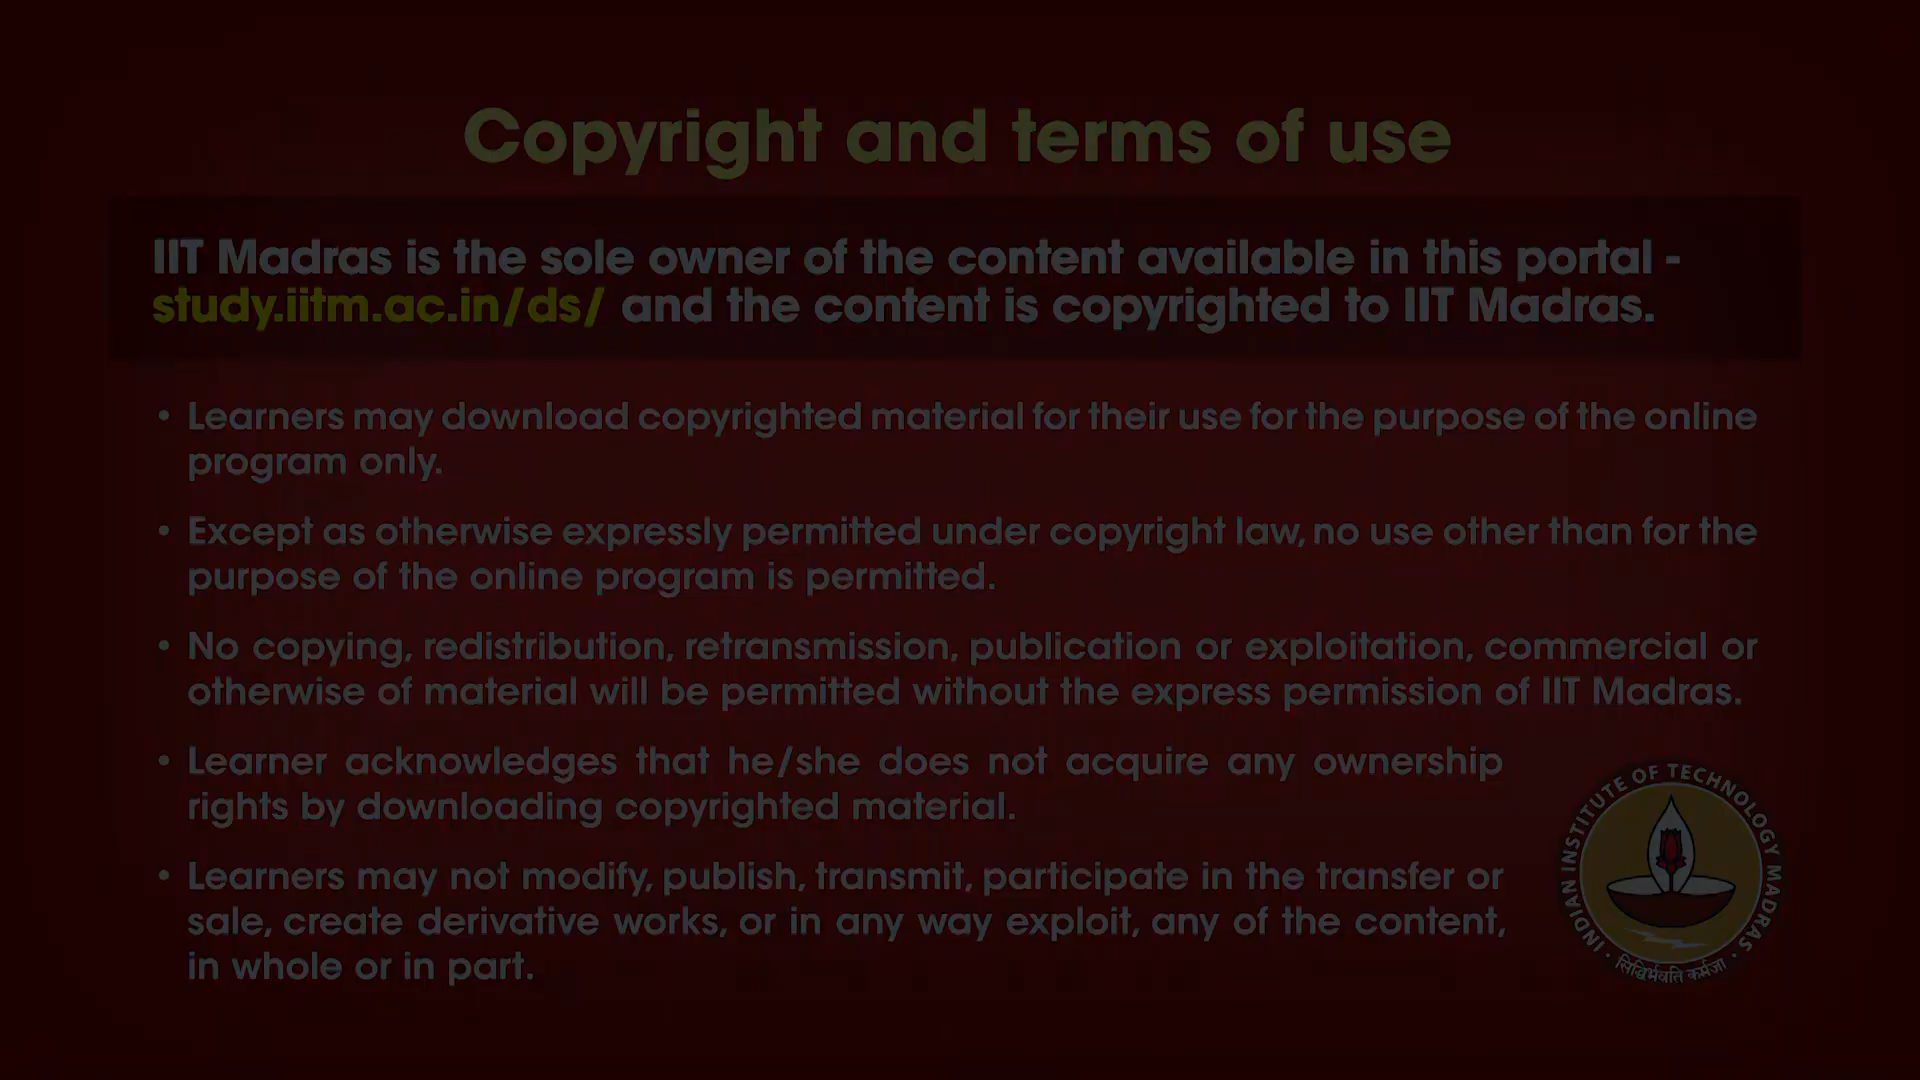 Copyright and terms of use
IIT Madras is the sole owner of the content available in this portal -
study.iitm.ac.in/ds/ and the content is copyrighted to IIT Madras.
• Learners may download copyrighted material for their use for the purpose of the online
program only.
• Except as otherwise expressly permitted under copyright law, no use other than for the
purpose of the online program is permitted.
• No copying, redistribution, retransmission, publication or exploitation, commercial or
otherwise of material will be permitted without the express permission of IIT Madras.
• Learner acknowledges that he/she does not acquire any ownership
rights by downloading copyrighted material.
• Learners may not modify, publish, transmit, participate in the transfer or
sale, create derivative works, or in any way exploit, any of the content,
in whole or in part.
INDIAN INSTITUTE OF TECHNOLOGY MADRAS
सिद्धिर्भवति कर्मजा